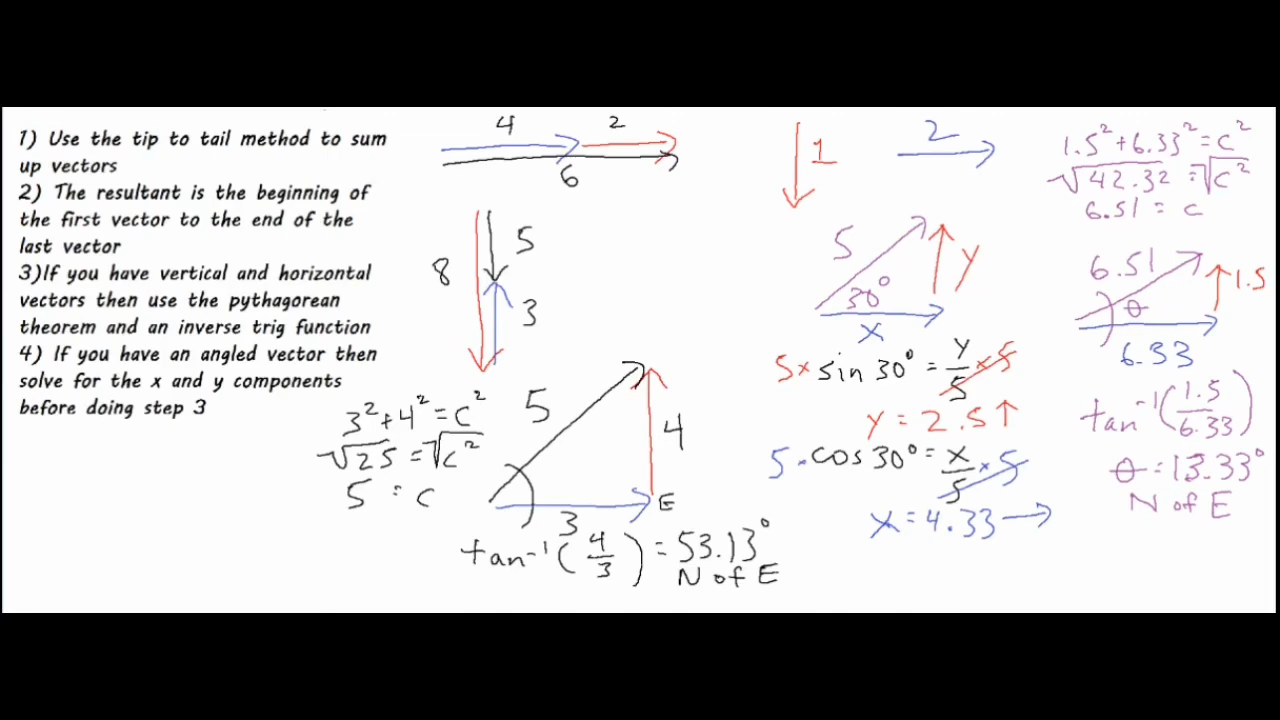 1) Use the tip to tail method to sum
up vectors
2) The resultant is the beginning of
the first vector to the end of the
last vector
3)If you have vertical and horizontal
vectors then use the pythagorean
theorem and an inverse trig function
4) If you have an angled vector then
solve for the x and y components
before doing step 3
4
2
6
5
8
3
3² + 4² = c²
√25 = √c²
5 = c
5
4
E
3
tan⁻¹(4/3) = 53.13°
N of E
1
2
5
y
30°
x
5 × sin 30° = y/5 × 5
y = 2.5 ↑
5 · cos 30° = x/5 × 5
x = 4.33 →
1.5² + 6.33² = c²
√42.32 = √c²
6.51 = c
6.51
1.5
θ
6.33
tan⁻¹(1.5/6.33)
θ = 13.33°
N of E